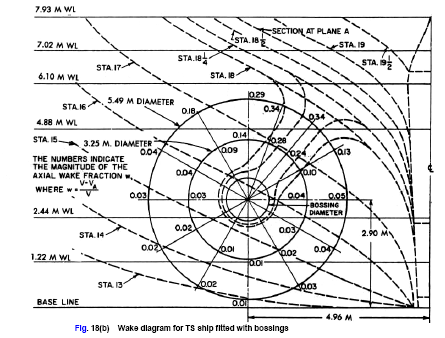 7.93 M WL
SECTION AT PLANE A
STA. 18 1/2
STA. 19
7.02 M WL
STA. 18 1/4
STA. 19 1/2
STA. 17
STA. 18
6.10 M WL
0.29
5.49 M DIAMETER
STA. 16
0.18
0.34
0.34
4.88 M WL
0.14
STA. 15
3.25 M. DIAMETER
0.28
0.09
0.04
0.24
0.13
THE NUMBERS INDICATE
THE MAGNITUDE OF THE
AXIAL WAKE FRACTION w,
WHERE w = V-VA/V
0.04
0.10
0.03
0.03
0.04
0.05
BOSSING
DIAMETER
2.44 M WL
2.90 M
STA. 14
0.02
0.03
0.02
0.01
0.04
1.22 M WL
0.01
STA. 13
0.02
0.03
BASE LINE
0.01
4.96 M
Fig. 18(b) Wake diagram for TS ship fitted with bossings